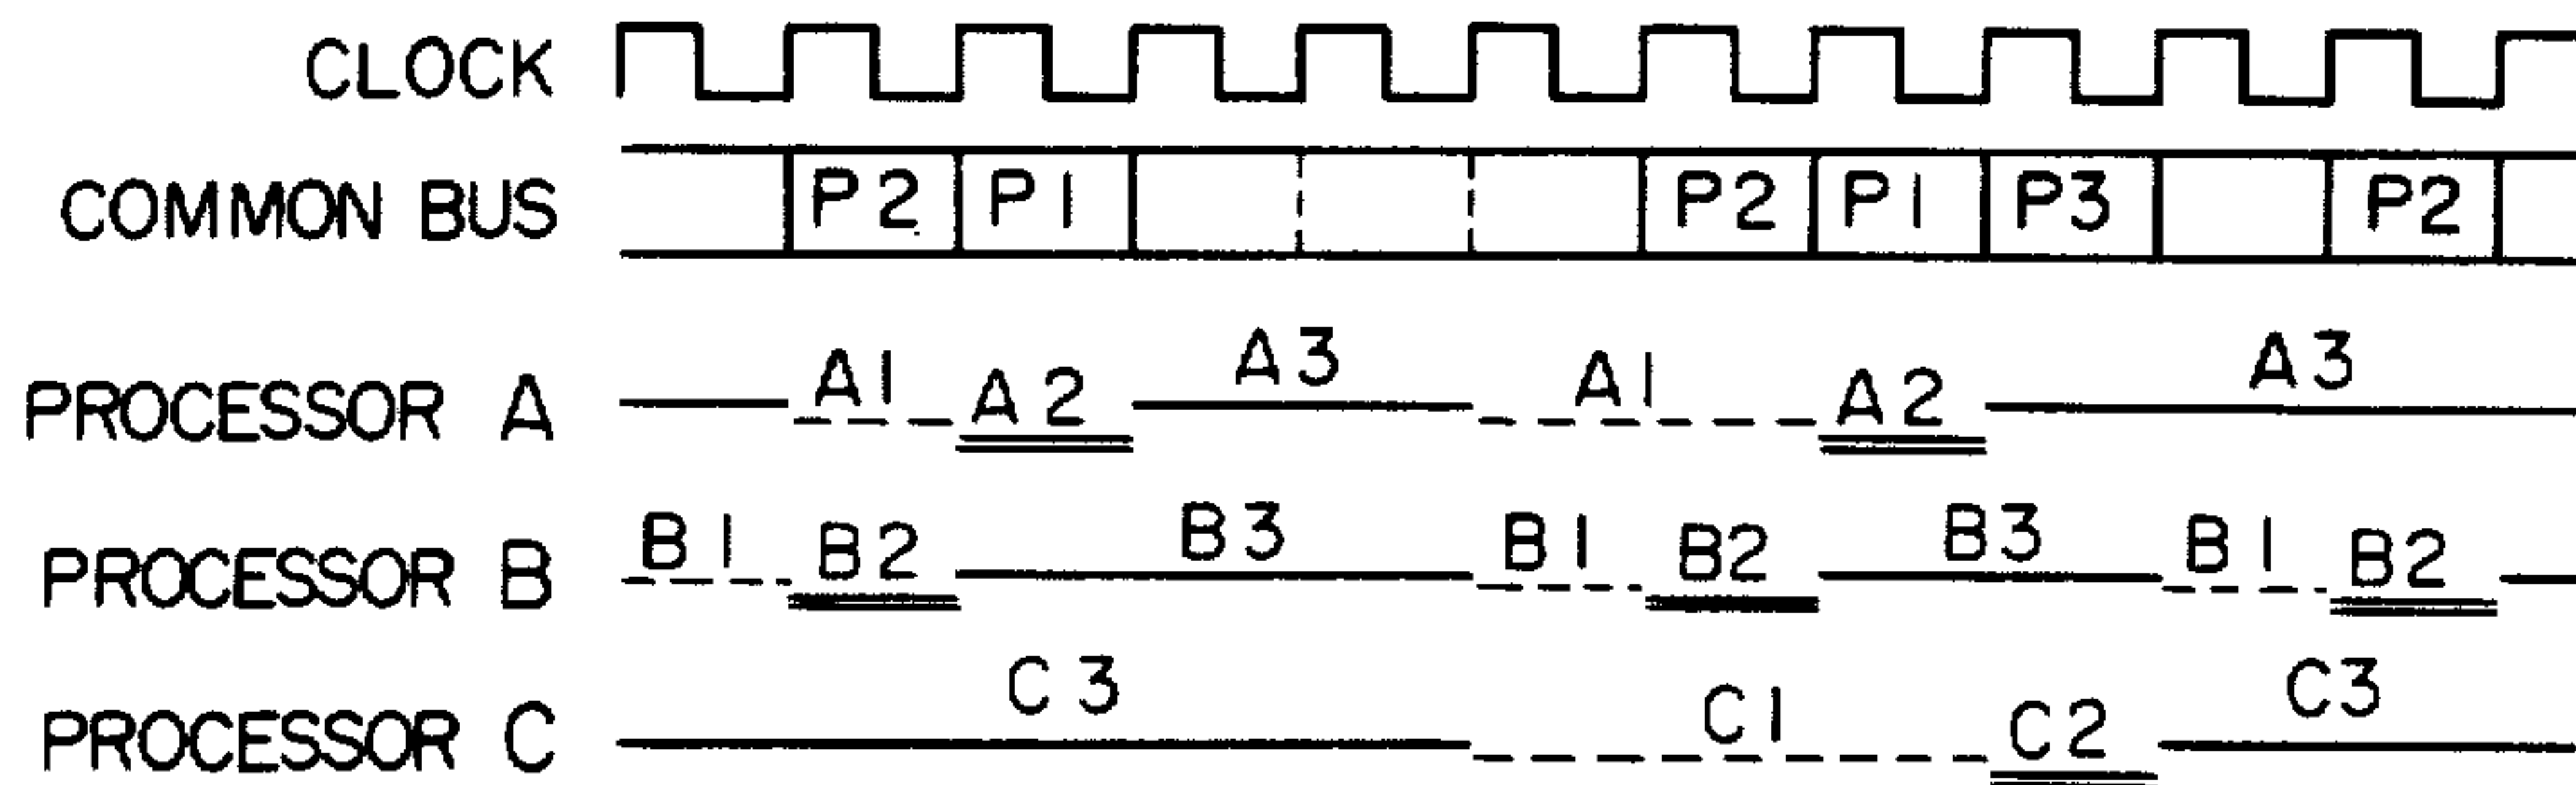 CLOCK
COMMON BUS P2 P1 P2 P1 P3 P2
PROCESSOR A A1 A2 A3 A1 A2 A3
PROCESSOR B B1 B2 B3 B1 B2 B3 B1 B2
PROCESSOR C C3 C1 C2 C3